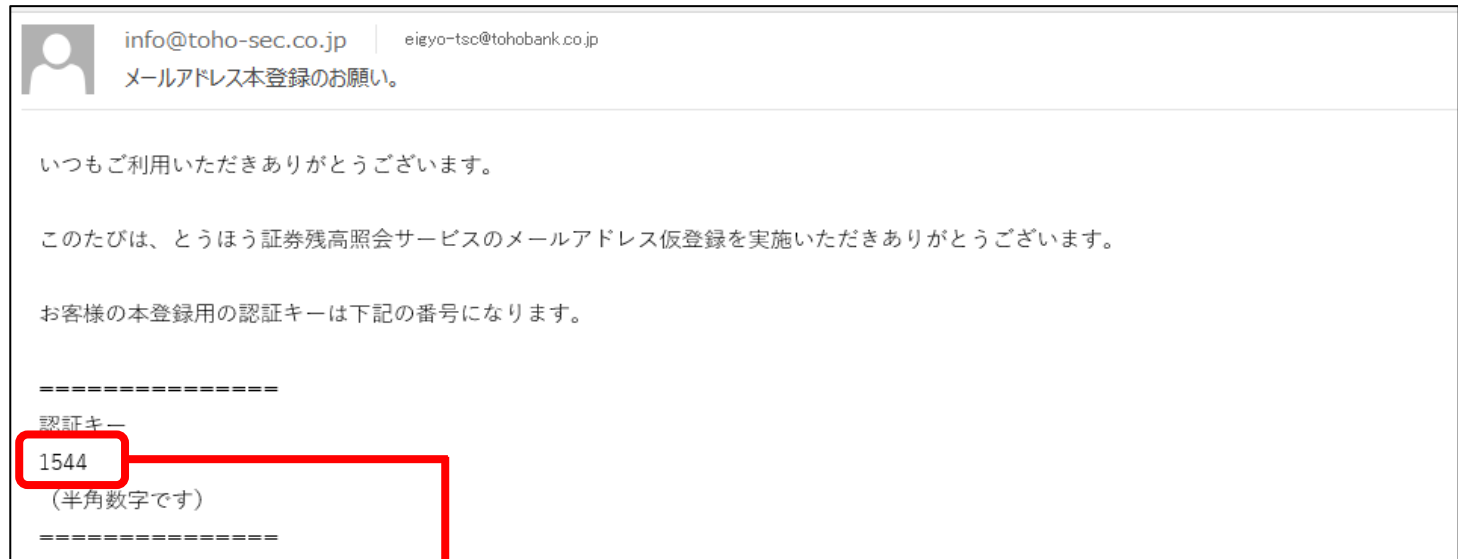 info@toho-sec.co.jp eigyo-tsc@tohobank.co.jp
メールアドレス本登録のお願い。
いつもご利用いただきありがとうございます。
このたびは、とうほう証券残高照会サービスのメールアドレス仮登録を実施いただきありがとうございます。
お客様の本登録用の認証キーは下記の番号になります。
===============
認証キー
1544
（半角数字です）
===============